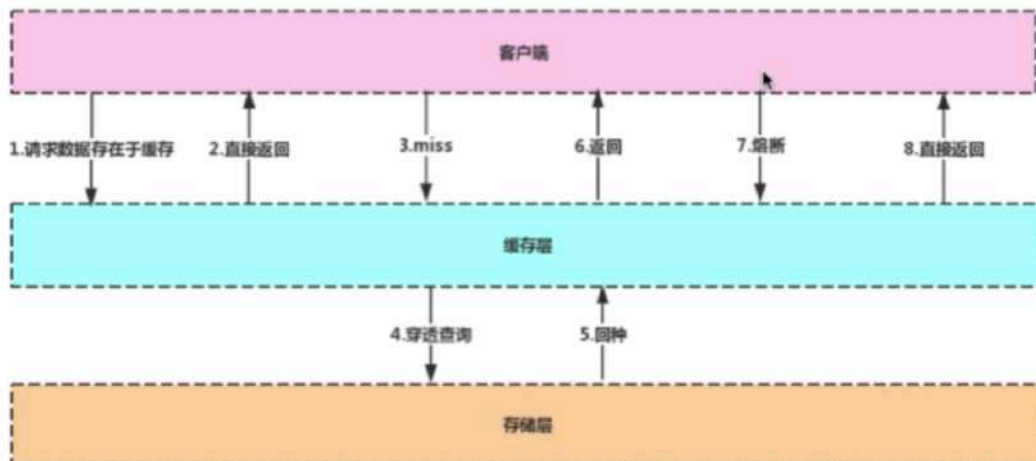 客户端
1.请求数据存在于缓存
2.直接返回
3.miss
6.返回
7.熔断
8.直接返回
缓存层
4.穿透查询
5.回种
存储层